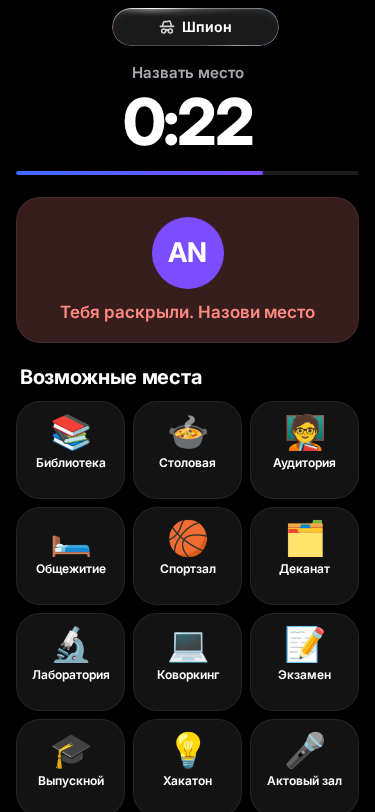 Шпион
Назвать место
0:22
AN
Тебя раскрыли. Назови место
Возможные места
Библиотека
Столовая
Аудитория
Общежитие
Спортзал
Деканат
Лаборатория
Коворкинг
Экзамен
Выпускной
Хакатон
Актовый зал